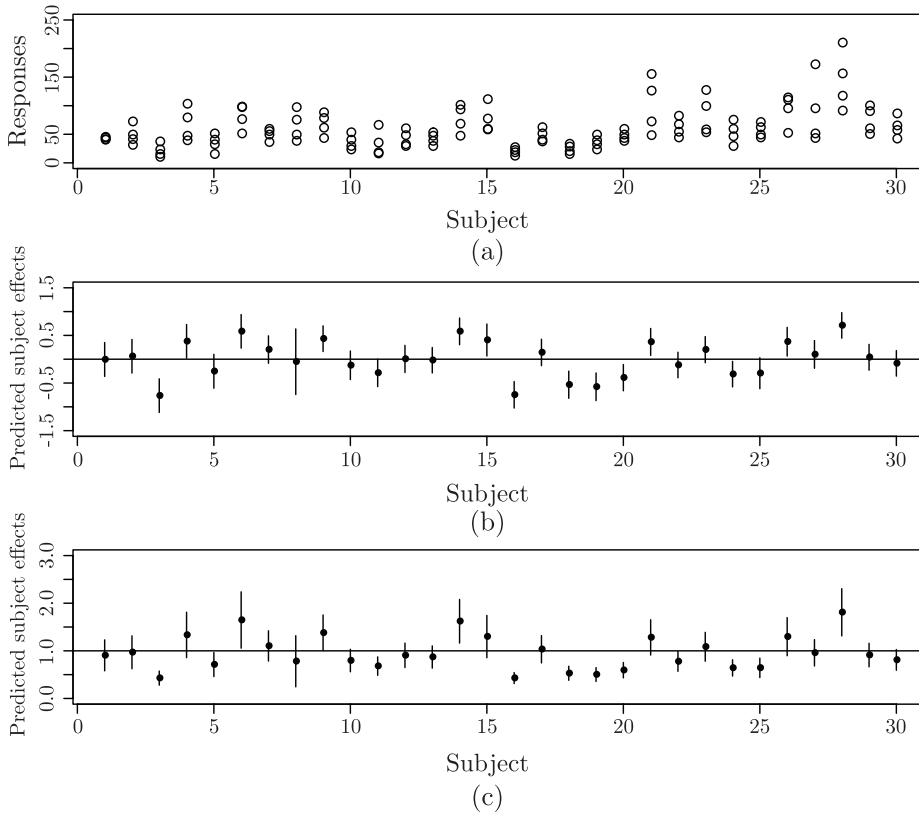 Responses
250
150
50
0
0 5 10 15 20 25 30
Subject
(a)
Predicted subject effects
1.5
0.5
-0.5
-1.5
0 5 10 15 20 25 30
Subject
(b)
Predicted subject effects
3.0
2.0
1.0
0.0
0 5 10 15 20 25 30
Subject
(c)